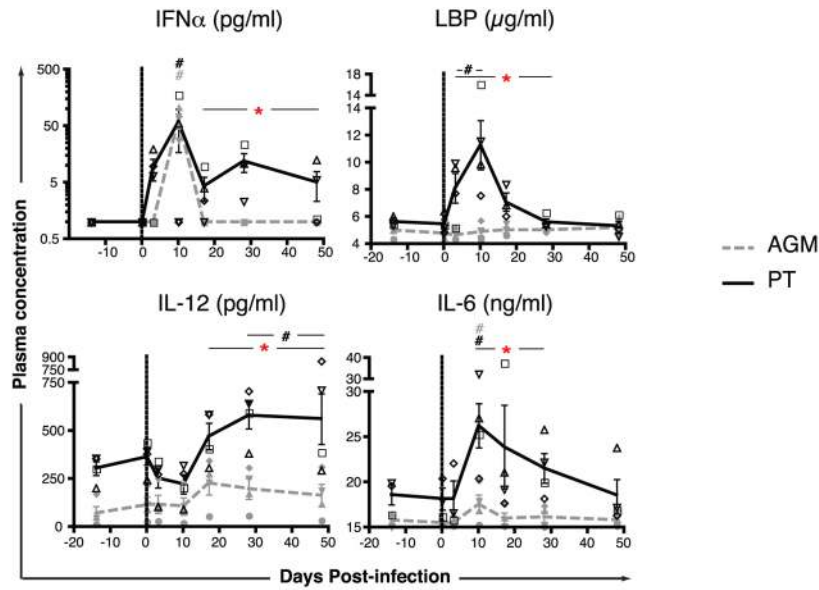 IFNα (pg/ml)
LBP (µg/ml)
#
#
*
500
50
5
0.5
-10 0 10 20 30 40 50
# *
18
14
14
12
10
8
6
4
-20 -10 0 10 20 30 40 50
AGM
PT
IL-12 (pg/ml)
IL-6 (ng/ml)
#
*
900
750
750
500
250
0
-20 -10 0 10 20 30 40 50
#
#
*
40
30
30
25
20
15
-20 -10 0 10 20 30 40 50
Plasma concentration
Days Post-infection